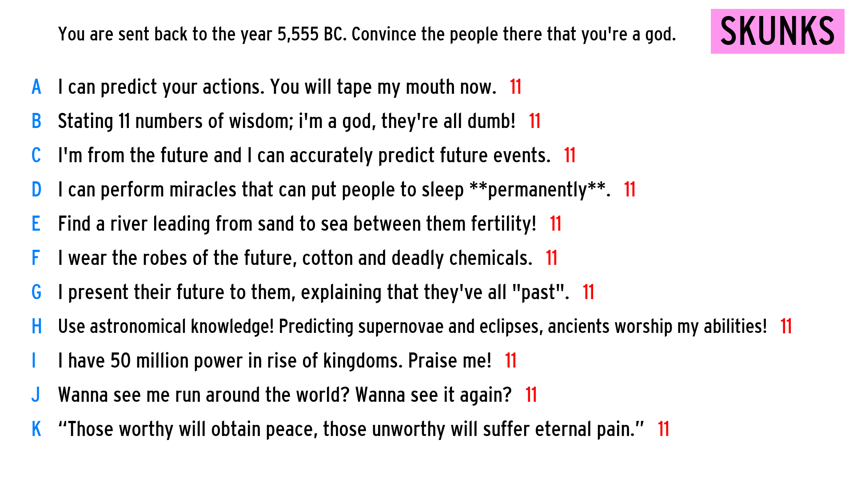 You are sent back to the year 5,555 BC. Convince the people there that you're a god.
SKUNKS
A I can predict your actions. You will tape my mouth now. 11
B Stating 11 numbers of wisdom; i'm a god, they're all dumb! 11
C I'm from the future and I can accurately predict future events. 11
D I can perform miracles that can put people to sleep **permanently**. 11
E Find a river leading from sand to sea between them fertility! 11
F I wear the robes of the future, cotton and deadly chemicals. 11
G I present their future to them, explaining that they've all "past". 11
H Use astronomical knowledge! Predicting supernovae and eclipses, ancients worship my abilities! 11
I I have 50 million power in rise of kingdoms. Praise me! 11
J Wanna see me run around the world? Wanna see it again? 11
K “Those worthy will obtain peace, those unworthy will suffer eternal pain.” 11